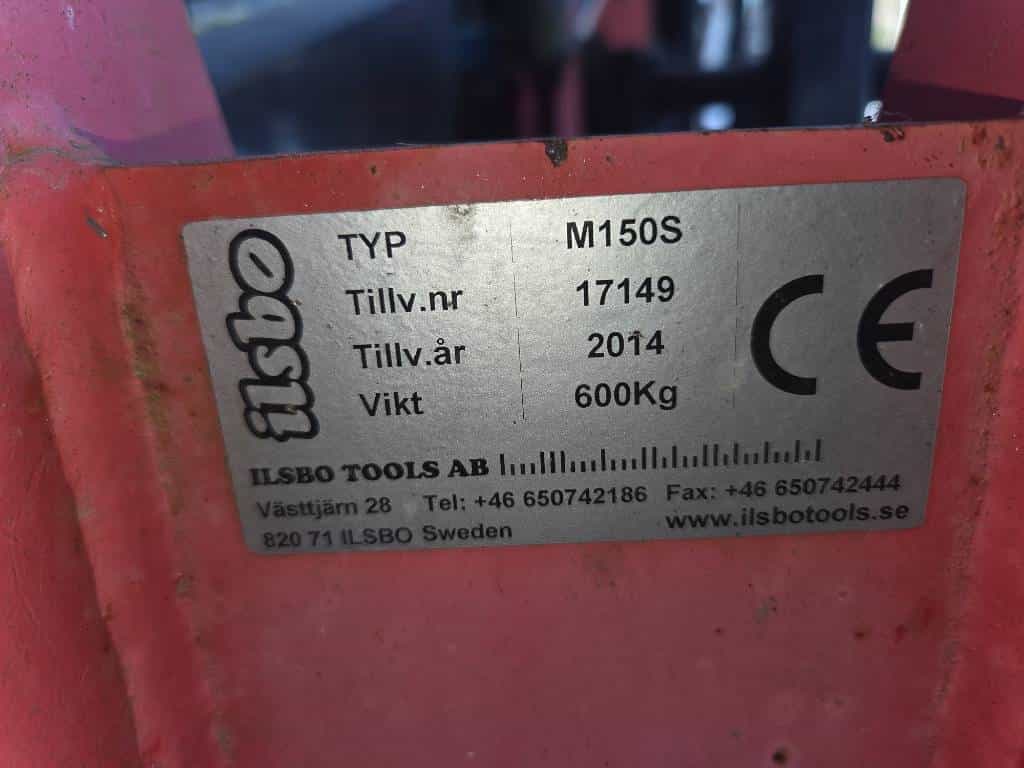 ilsbo
TYP M150S
Tillv.nr 17149
Tillv.år 2014
Vikt 600Kg
CE
ILSBO TOOLS AB
Västtjärn 28 Tel: +46 650742186 Fax: +46 650742444
820 71 ILSBO Sweden www.ilsbotools.se